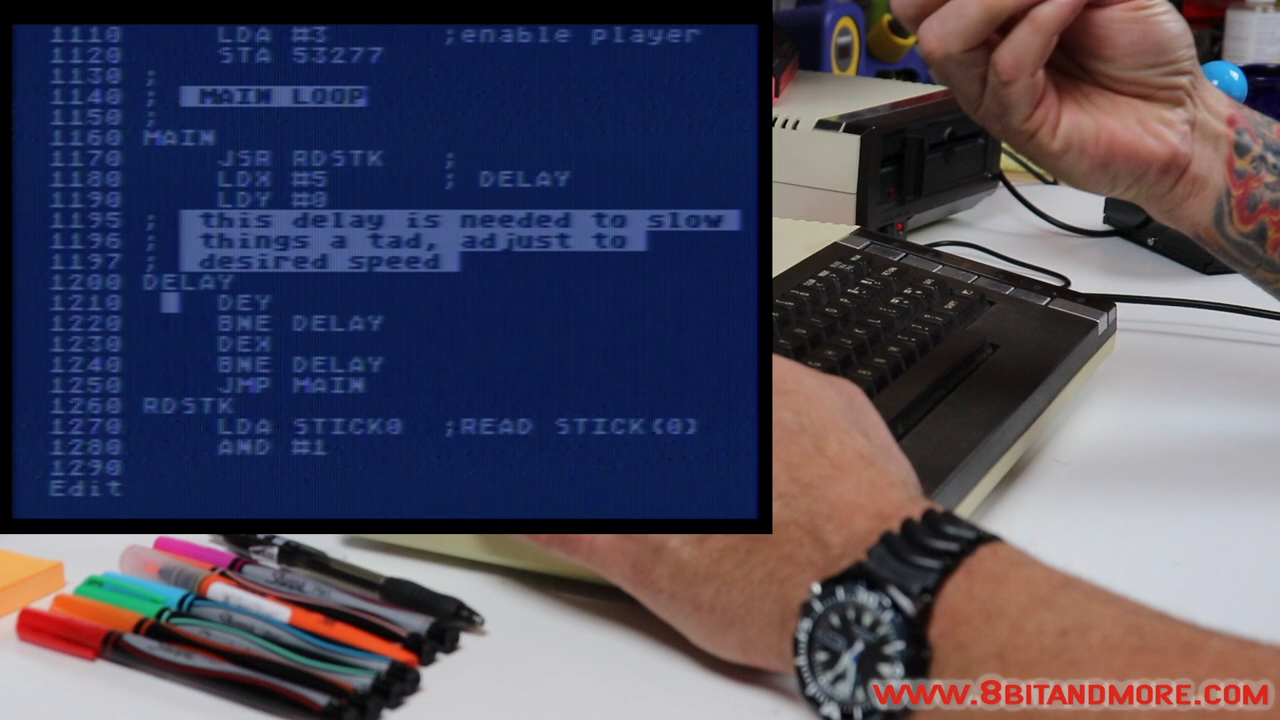 1110 LDA #3 ;enable player
1120 STA 53277
1130 ;
1140 ; MAIN LOOP
1150 ;
1160 MAIN
1170 JSR RDSTK ;
1180 LDX #5 ; DELAY
1190 LDY #0
1195 ; this delay is needed to slow
1196 ; things a tad, adjust to
1197 ; desired speed
1200 DELAY
1210 DEY
1220 BNE DELAY
1230 DEX
1240 BNE DELAY
1250 JMP MAIN
1260 RDSTK
1270 LDA STICK0 ;READ STICK(0)
1280 AND #1
1290
Edit
www.8BITANDMORE.COM